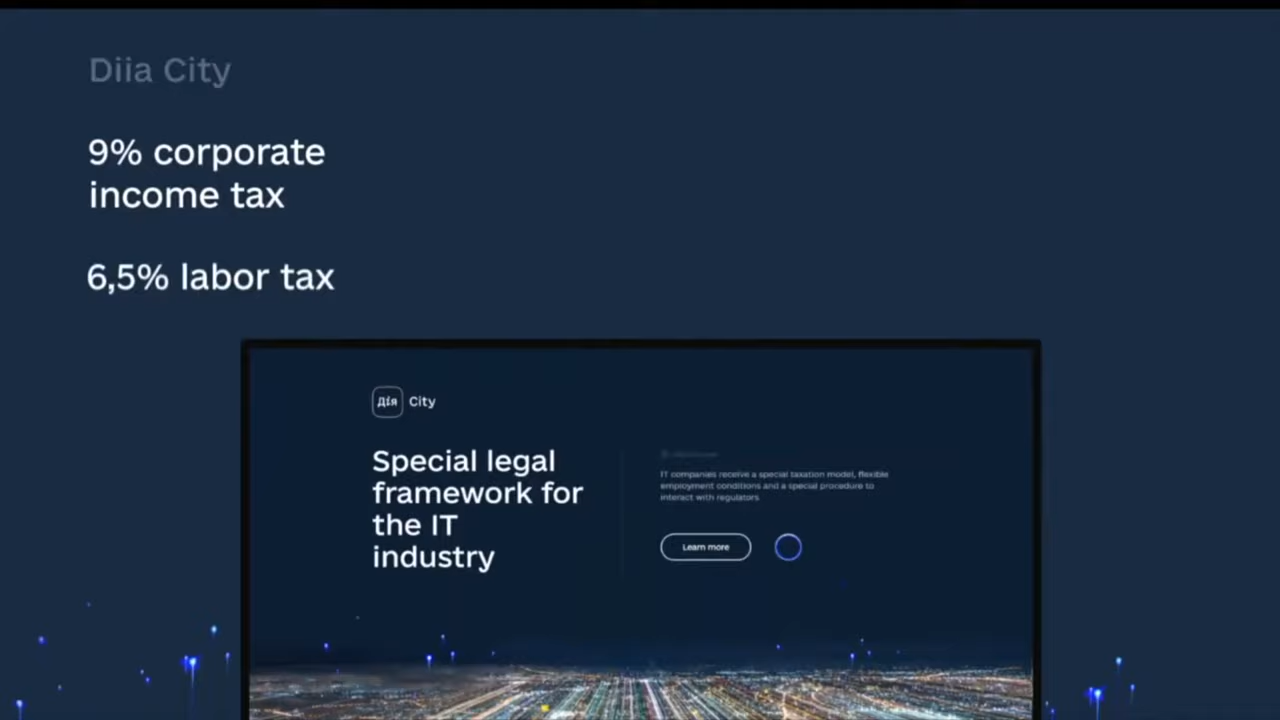 Diia City
9% corporate
income tax
6,5% labor tax
Дія City
Special legal
framework for
the IT
industry
IT companies receive a special taxation model, flexible
employment conditions and a special procedure to
interact with regulators
Learn more